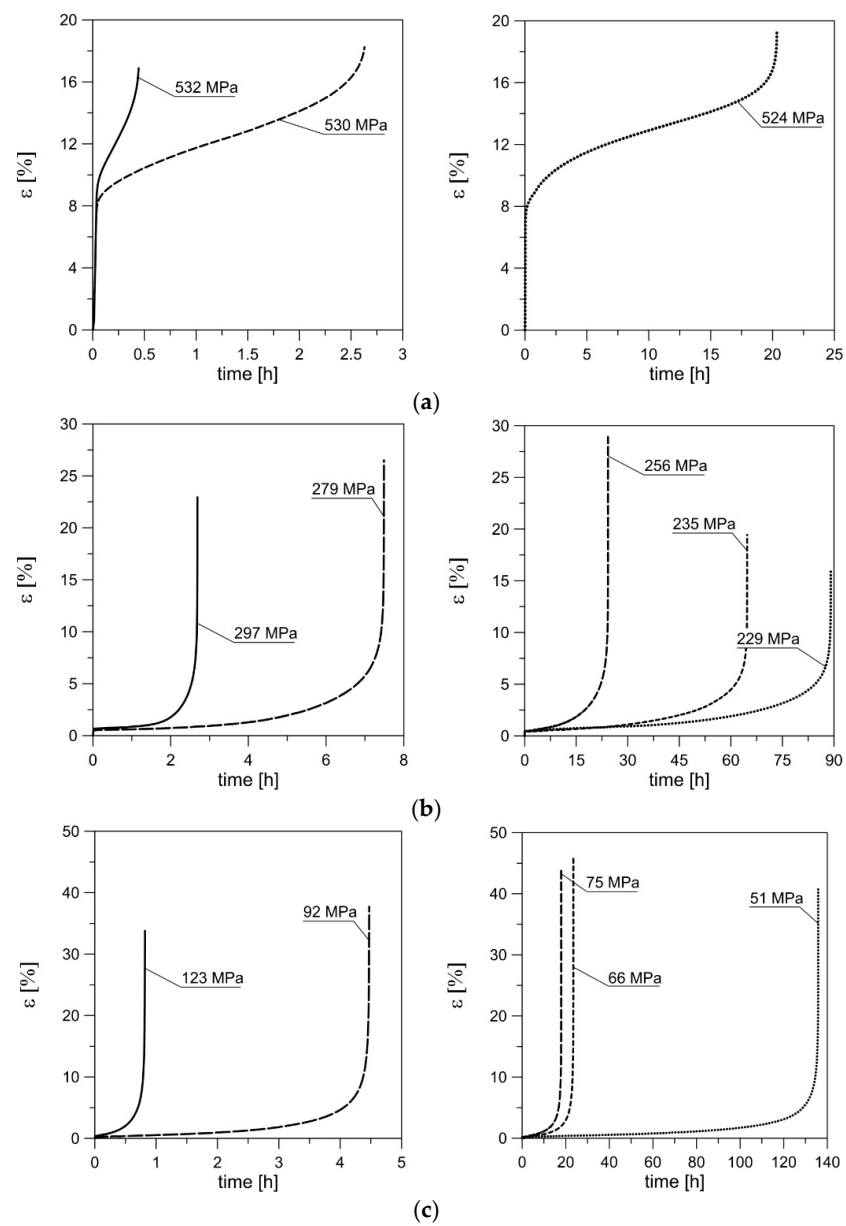 20
16
12
8
4
0
ε [%]
532 MPa
530 MPa
0 0.5 1 1.5 2 2.5 3
time [h]
20
16
12
8
4
0
ε [%]
524 MPa
0 5 10 15 20 25
time [h]
(a)
30
25
20
15
10
5
0
ε [%]
279 MPa
297 MPa
0 2 4 6 8
time [h]
30
25
20
15
10
5
0
ε [%]
256 MPa
235 MPa
229 MPa
0 15 30 45 60 75 90
time [h]
(b)
50
40
30
20
10
0
ε [%]
92 MPa
123 MPa
0 1 2 3 4 5
time [h]
50
40
30
20
10
0
ε [%]
75 MPa
51 MPa
66 MPa
0 20 40 60 80 100 120 140
time [h]
(c)